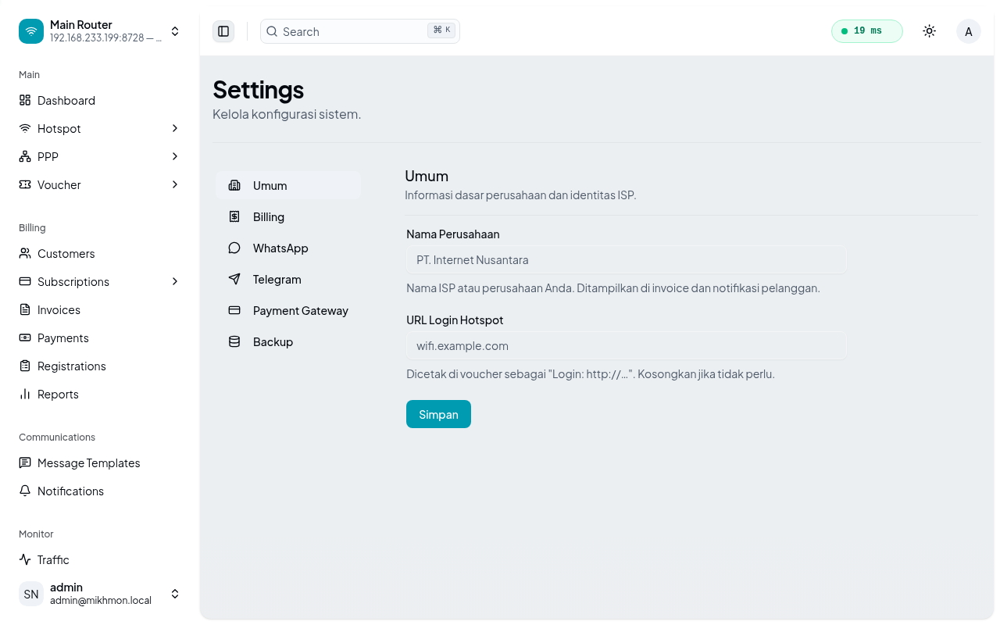 Main Router
192.168.233.199:8728 — ...
Search
⌘ K
19 ms
A
Main
Dashboard
Hotspot
PPP
Voucher
Billing
Customers
Subscriptions
Invoices
Payments
Registrations
Reports
Communications
Message Templates
Notifications
Monitor
Traffic
SN
admin
admin@mikhmon.local
Settings
Kelola konfigurasi sistem.
Umum
Billing
WhatsApp
Telegram
Payment Gateway
Backup
Umum
Informasi dasar perusahaan dan identitas ISP.
Nama Perusahaan
PT. Internet Nusantara
Nama ISP atau perusahaan Anda. Ditampilkan di invoice dan notifikasi pelanggan.
URL Login Hotspot
wifi.example.com
Dicetak di voucher sebagai "Login: http://…". Kosongkan jika tidak perlu.
Simpan